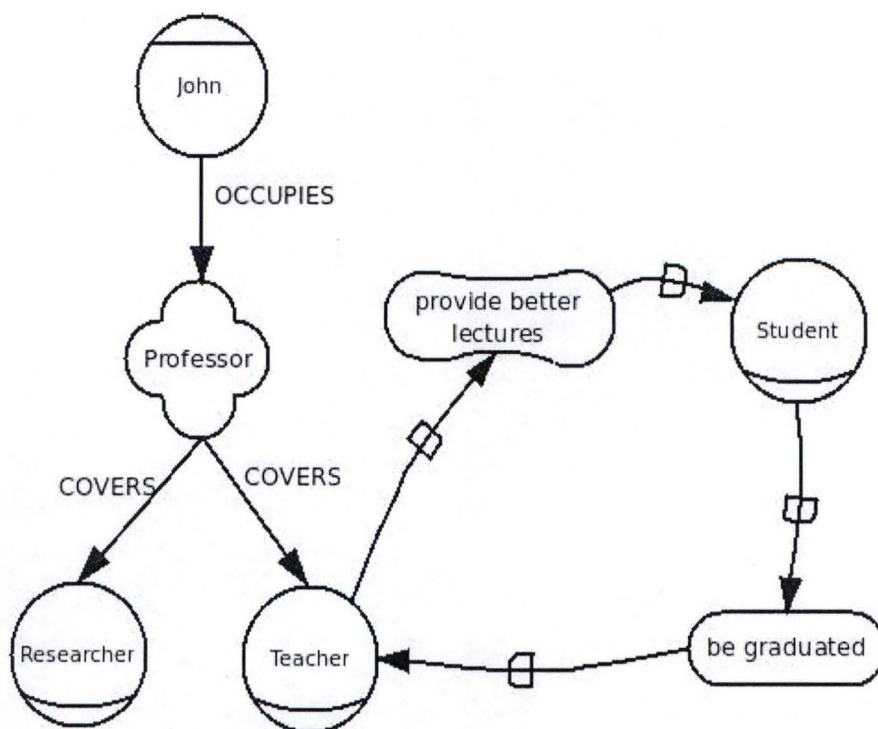 John
OCCUPIES
provide better
lectures
Student
Professor
COVERS
COVERS
Researcher
Teacher
be graduated